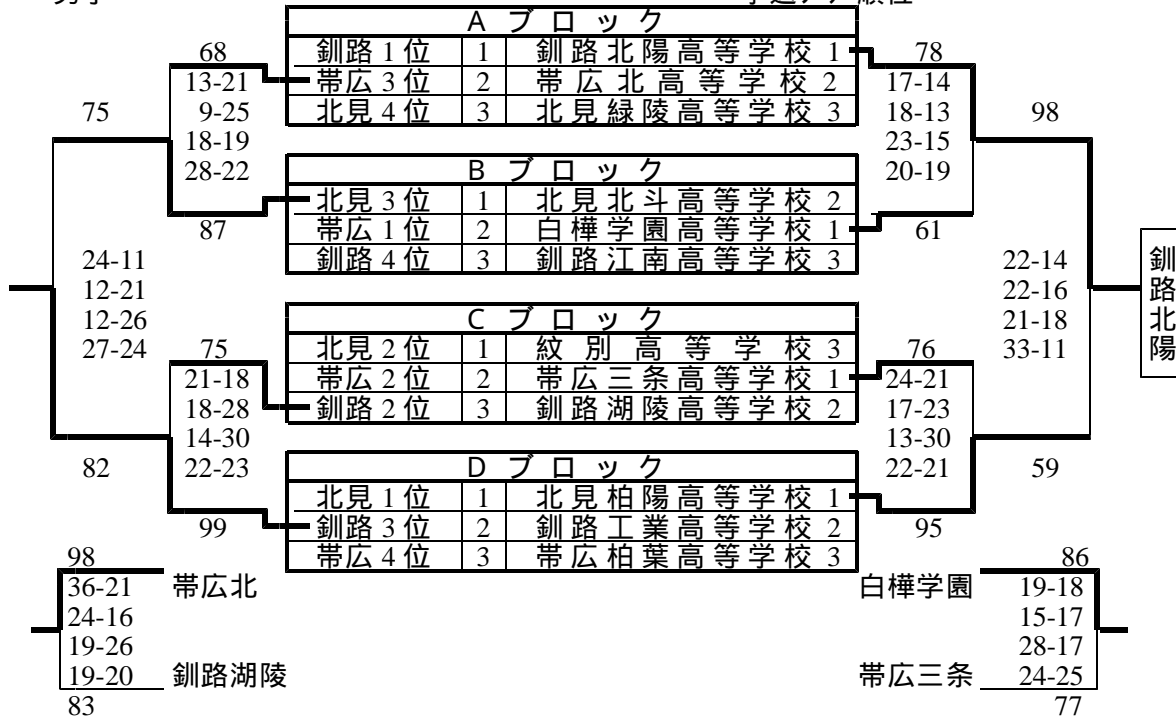 A ブロック
釧路1位 1 釧路北陽高等学校 1
帯広3位 2 帯広北高等学校 2
北見4位 3 北見緑陵高等学校 3
68
13-21
9-25
18-19
28-22
75
87
78
17-14
18-13
23-15
20-19
98
61
B ブロック
北見3位 1 北見北斗高等学校 2
帯広1位 2 白樺学園高等学校 1
釧路4位 3 釧路江南高等学校 3
24-11
12-21
12-26
27-24
22-14
22-16
21-18
33-11
釧路北陽
C ブロック
北見2位 1 紋別高等学校 3
帯広2位 2 帯広三条高等学校 1
釧路2位 3 釧路湖陵高等学校 2
75
21-18
18-28
14-30
22-23
82
99
76
24-21
17-23
13-30
22-21
59
95
D ブロック
北見1位 1 北見柏陽高等学校 1
釧路3位 2 釧路工業高等学校 2
帯広4位 3 帯広柏葉高等学校 3
98
36-21 帯広北
24-16
19-26
19-20 釧路湖陵
83
86
白樺学園 19-18
15-17
28-17
帯広三条 24-25
77